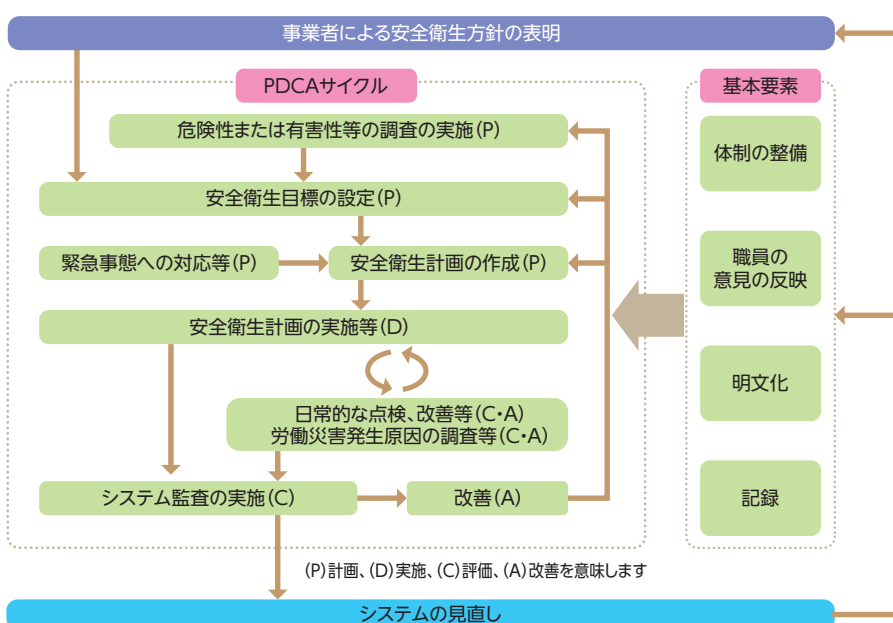 事業者による安全衛生方針の表明
PDCAサイクル
危険性または有害性等の調査の実施(P)
安全衛生目標の設定(P)
緊急事態への対応等(P)
安全衛生計画の作成(P)
安全衛生計画の実施等(D)
日常的な点検、改善等(C・A)
労働災害発生原因の調査等(C・A)
システム監査の実施(C)
改善(A)
基本要素
体制の整備
職員の
意見の反映
明文化
記録
(P)計画、(D)実施、(C)評価、(A)改善を意味します
システムの見直し